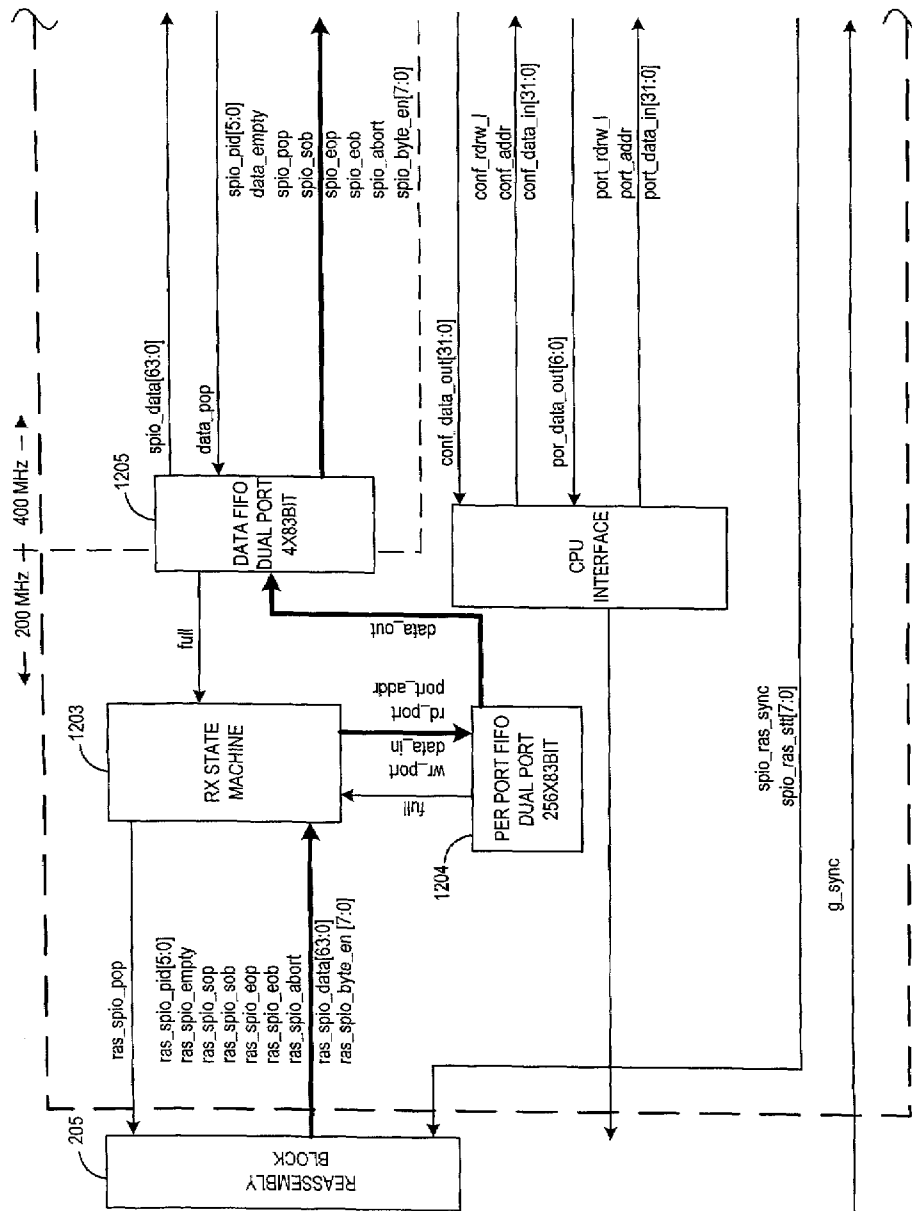 ← 200 MHz → 400 MHz →
205
REASSEMBLY
BLOCK
ras_spio_pop
ras_spio_pid[5:0]
ras_spio_empty
ras_spio_sop
ras_spio_sob
ras_spio_eop
ras_spio_eob
ras_spio_abort
ras_spio_data[63:0]
ras_spio_byte_en [7:0]
1203
RX STATE
MACHINE
full
full
wr_port
data_in
rd_port
port_addr
1204
PER PORT FIFO
DUAL PORT
256X83BIT
data_out
1205
DATA FIFO
DUAL PORT
4X83BIT
spio_data[63:0]
data_pop
spio_pid[5:0]
data_empty
spio_pop
spio_sob
spio_eop
spio_eob
spio_abort
spio_byte_en[7:0]
CPU
INTERFACE
conf_data_out[31:0]
conf_rdrw_l
conf_addr
conf_data_in[31:0]
por_data_out[6:0]
port_rdrw_l
port_addr
port_data_in[31:0]
spio_ras_sync
spio_ras_stt[7:0]
g_sync